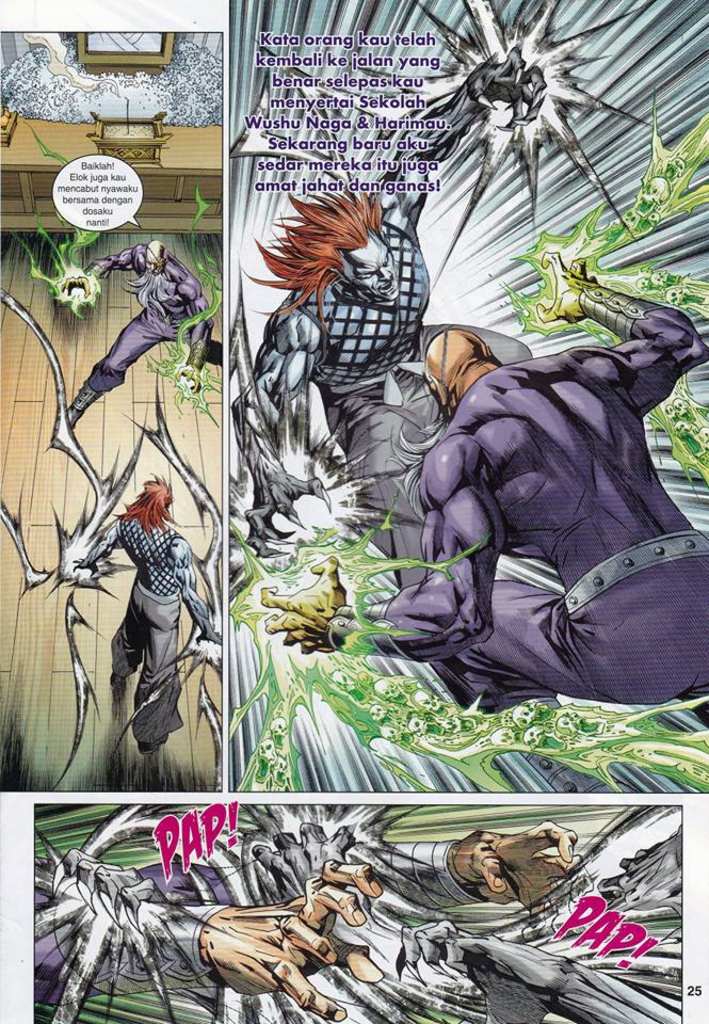 Baiklah!
Elok juga kau
mencabut nyawaku
bersama dosaku
nanti!
Kata orang kau telah
kembali ke jalan yang
benar selepas kau
menyertai Sekolah
Wushu Naga & Harimau.
Sekarang baru aku
sedar mereka itu juga
amat jahat dan ganas!
PAP!
PAP!
25